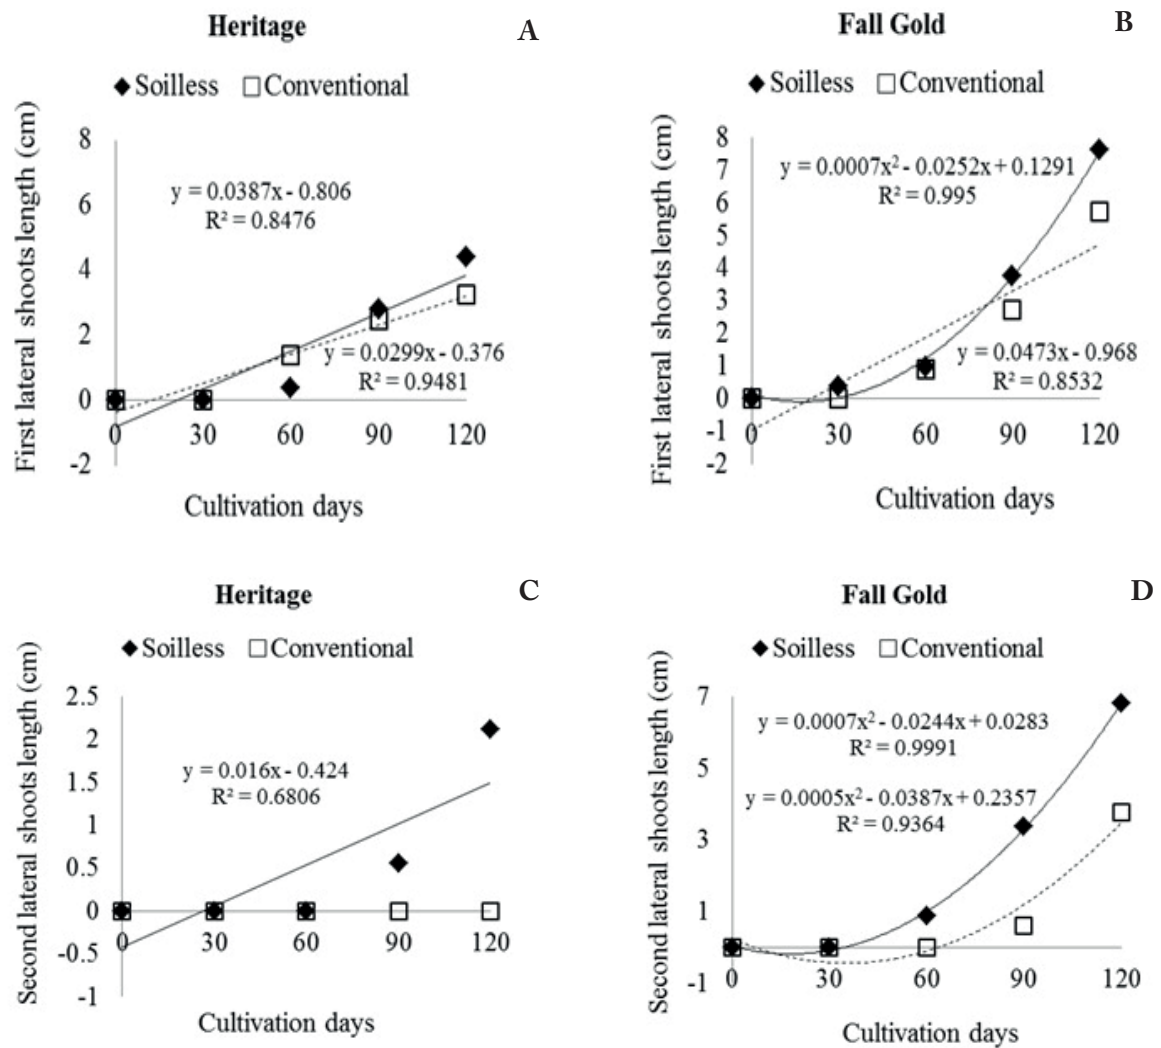 Heritage
A
◆ Soilless □ Conventional
First lateral shoots length (cm)
8
6
4
2
0
-2
y = 0.0387x - 0.806
R² = 0.8476
y = 0.0299x - 0.376
R² = 0.9481
0 30 60 90 120
Cultivation days
Fall Gold
B
◆ Soilless □ Conventional
First lateral shoots length (cm)
8
7
6
5
4
3
2
1
0
-1
-2
y = 0.0007x² - 0.0252x + 0.1291
R² = 0.995
y = 0.0473x - 0.968
R² = 0.8532
0 30 60 90 120
Cultivation days
Heritage
C
◆ Soilless □ Conventional
Second lateral shoots length (cm)
2.5
2
1.5
1
0.5
0
-0.5
-1
y = 0.016x - 0.424
R² = 0.6806
0 30 60 90 120
Cultivation days
Fall Gold
D
◆ Soilless □ Conventional
Second lateral shoots length (cm)
7
5
3
1
-1
y = 0.0007x² - 0.0244x + 0.0283
R² = 0.9991
y = 0.0005x² - 0.0387x + 0.2357
R² = 0.9364
0 30 60 90 120
Cultivation days